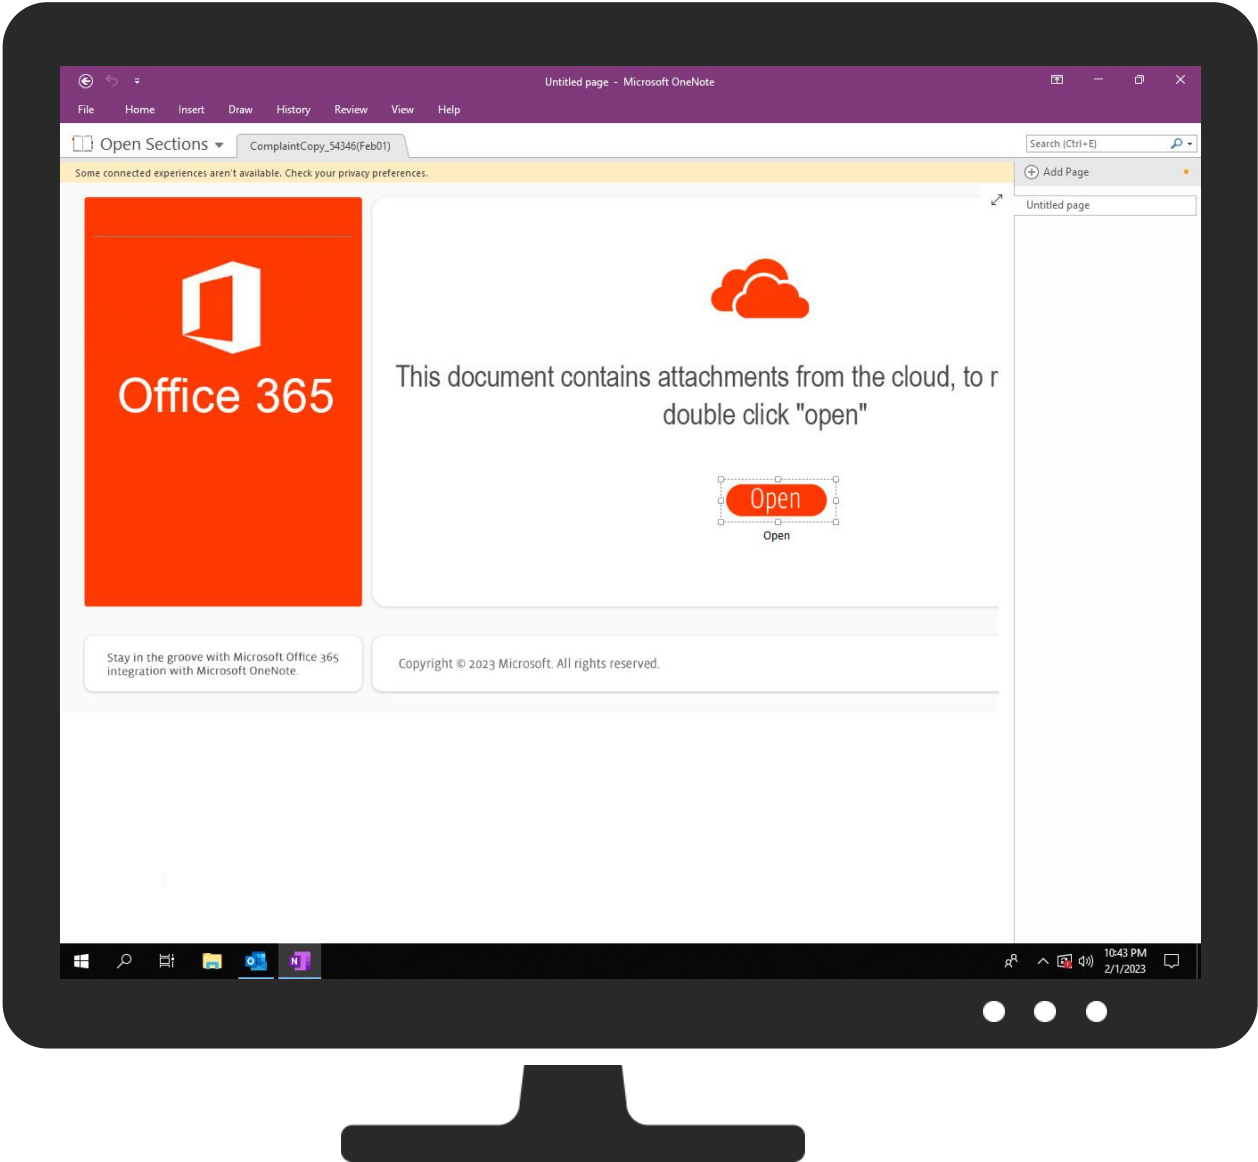 Untitled page - Microsoft OneNote
File Home Insert Draw History Review View Help
Open Sections
ComplaintCopy_54346(Feb01)
Search (Ctrl+E)
Some connected experiences aren't available. Check your privacy preferences.
Add Page
Untitled page
Office 365
This document contains attachments from the cloud, to r
double click "open"
Open
Open
Stay in the groove with Microsoft Office 365
integration with Microsoft OneNote.
Copyright © 2023 Microsoft. All rights reserved.
10:43 PM
2/1/2023